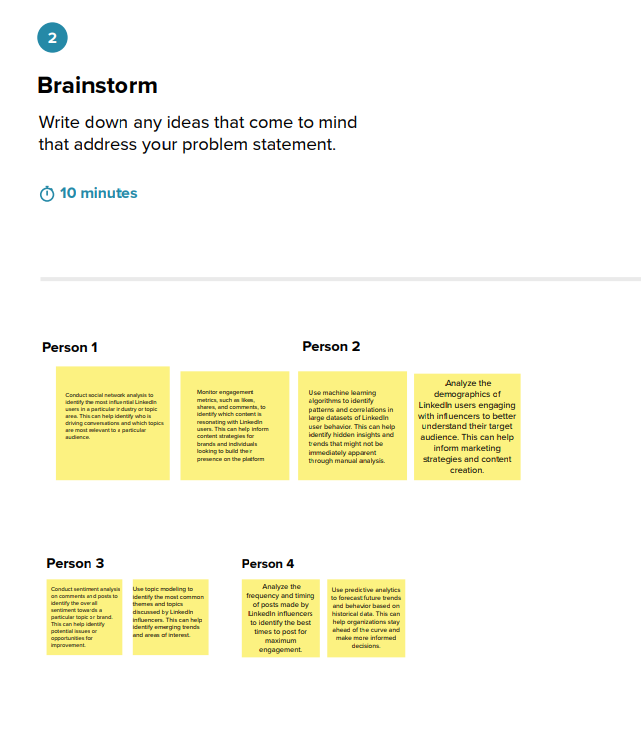 2
Brainstorm
Write down any ideas that come to mind
that address your problem statement.
10 minutes
Person 1
Conduct social network analysis to
identify the most influential LinkedIn
users in a particular industry or topic
area. This can help identify who is
driving conversations and which topics
are most relevant to a particular
audience.
Monitor engagement
metrics, such as likes,
shares, and comments, to
identify which content is
resonating with LinkedIn
users. This can help inform
content strategies for
brands and individuals
looking to build their
presence on the platform
Person 2
Use machine learning
algorithms to identify
patterns and correlations in
large datasets of LinkedIn
user behavior. This can help
identify hidden insights and
trends that might not be
immediately apparent
through manual analysis.
Analyze the
demographics of
LinkedIn users engaging
with influencers to better
understand their target
audience. This can help
inform marketing
strategies and content
creation.
Person 3
Conduct sentiment analysis
on comments and posts to
identify the overall
sentiment towards a
particular topic or brand.
This can help identify
potential issues or
opportunities for
improvement.
Use topic modeling to
identify the most common
themes and topics
discussed by LinkedIn
influencers. This can help
identify emerging trends
and areas of interest.
Person 4
Analyze the
frequency and timing
of posts made by
LinkedIn influencers
to identify the best
times to post for
maximum
engagement.
Use predictive analytics
to forecast future trends
and behavior based on
historical data. This can
help organizations stay
ahead of the curve and
make more informed
decisions.